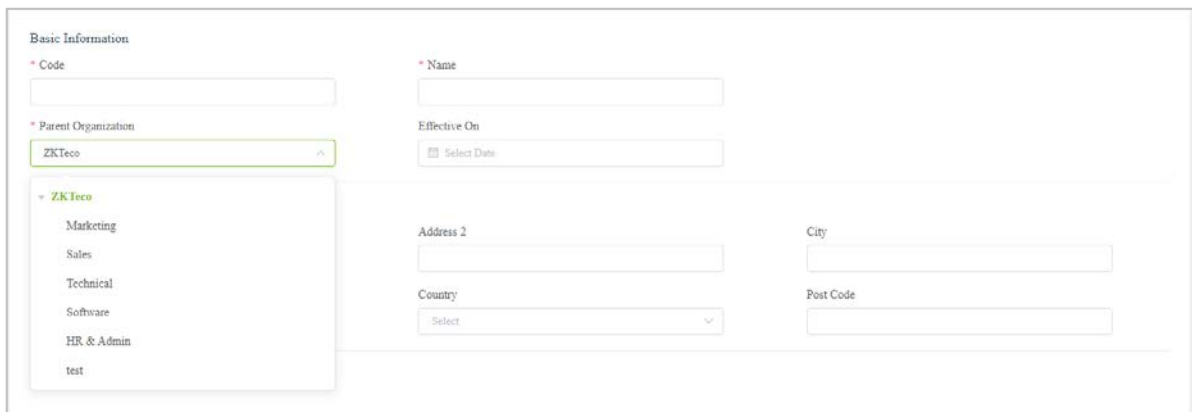 Basic Information
* Code
* Name
* Parent Organization
Effective On
ZKTeco
Select Date
ZKTeco
Marketing
Sales
Technical
Software
HR & Admin
test
Address 2
City
Country
Post Code
Select